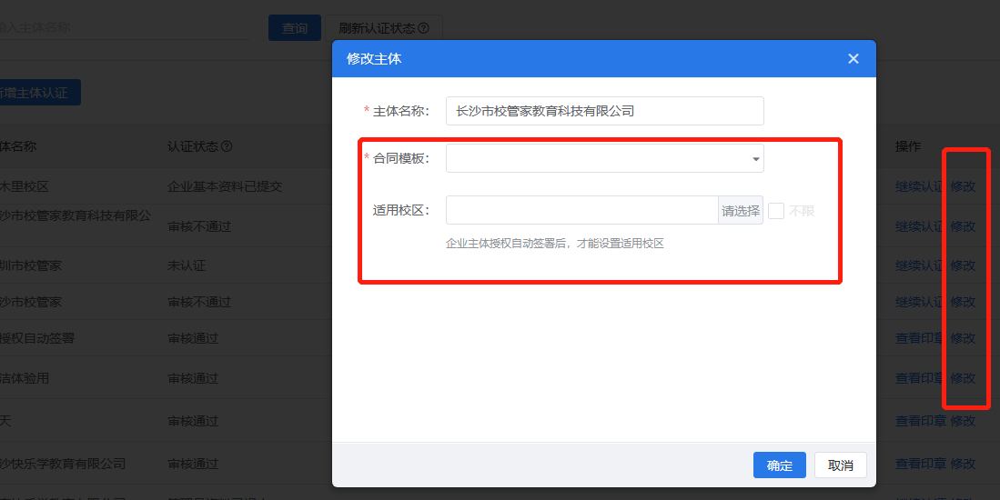 输入主体名称
查询
刷新认证状态
修改主体
新增主体认证
* 主体名称：
长沙市校管家教育科技有限公司
体名称
认证状态
操作
* 合同模板：
木里校区
企业基本资料已提交
继续认证 修改
适用校区：
请选择
不限
沙市校管家教育科技有限公
审核不通过
继续认证 修改
企业主体授权自动签署后，才能设置适用校区
圳市校管家
未认证
继续认证 修改
沙市校管家
审核不通过
继续认证 修改
授权自动签署
审核通过
查看印章 修改
洁体验用
审核通过
查看印章 修改
天
审核通过
查看印章 修改
沙快乐学教育有限公司
审核通过
查看印章 修改
确定
取消